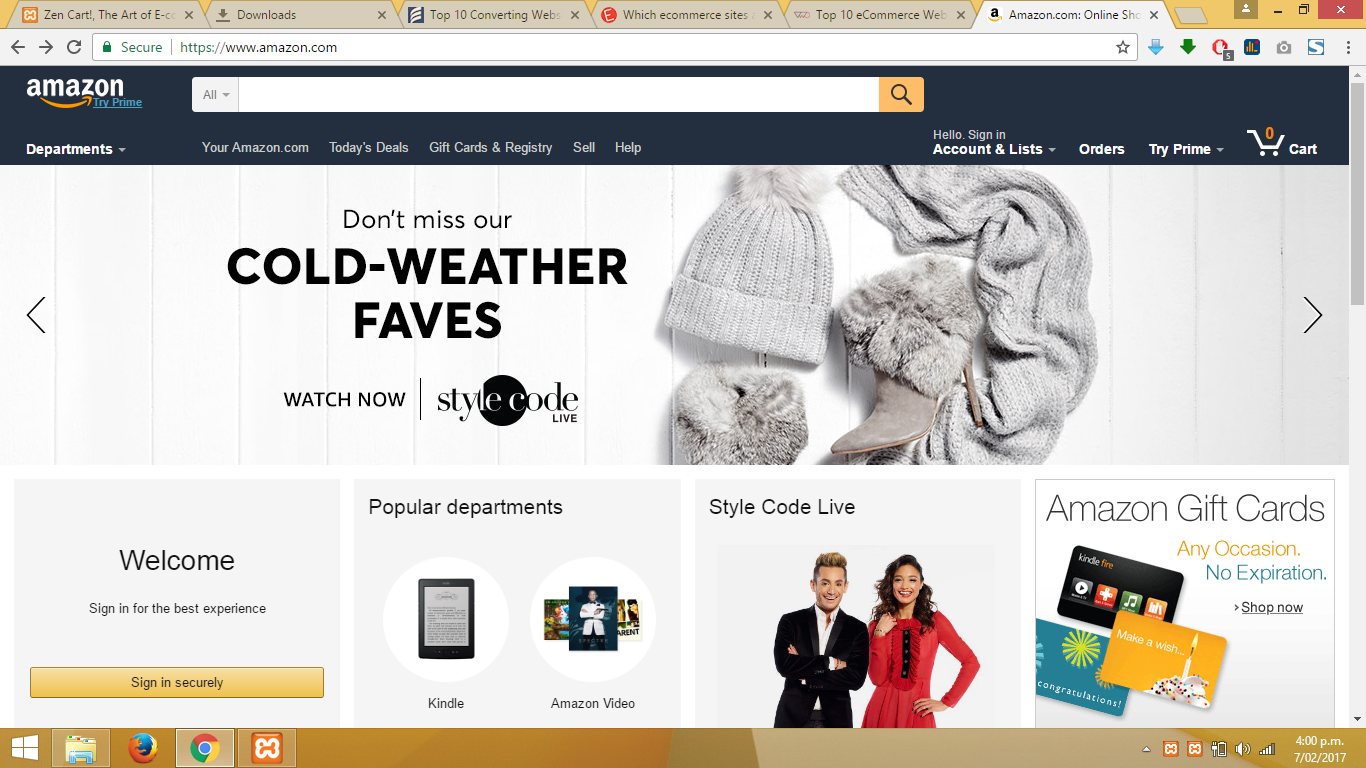 Zen Cart!, The Art of E-co
Downloads
Top 10 Converting Webs
Which ecommerce sites
Top 10 eCommerce Web
Amazon.com: Online Sho
Secure https://www.amazon.com
5
amazon
Try Prime
All
Departments
Your Amazon.com Today's Deals Gift Cards & Registry Sell Help
Hello. Sign in
Account & Lists
Orders
Try Prime
0
Cart
Don't miss our
COLD-WEATHER
FAVES
WATCH NOW
style code
LIVE
Welcome
Sign in for the best experience
Sign in securely
Popular departments
SPECTRE
Kindle
Amazon Video
Style Code Live
Amazon Gift Cards
Any Occasion.
No Expiration.
Shop now
kindle fire
Make a wish...
congratulations!
4:00 p.m.
7/02/2017